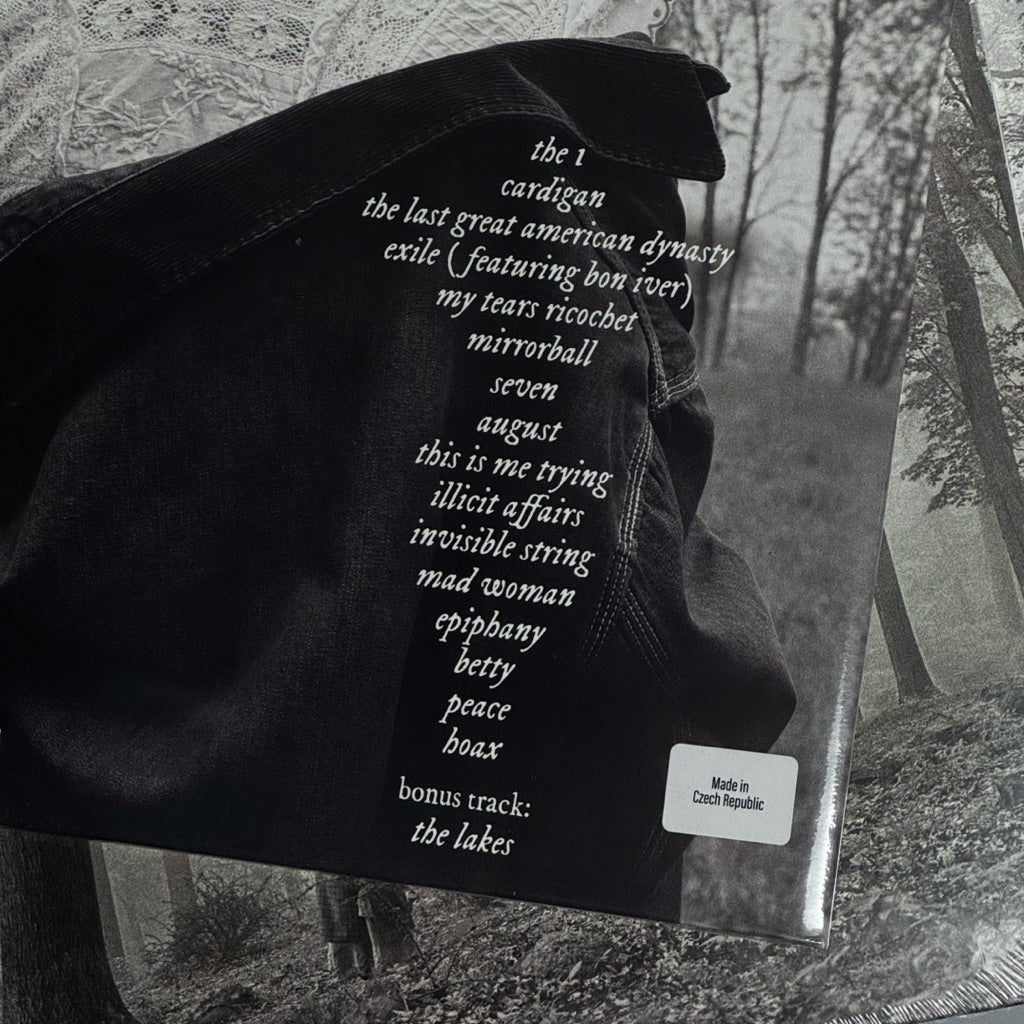 the 1
cardigan
the last great american dynasty
exile (featuring bon iver)
my tears ricochet
mirrorball
seven
august
this is me trying
illicit affairs
invisible string
mad woman
epiphany
betty
peace
hoax
bonus track:
the lakes
Made in
Czech Republic